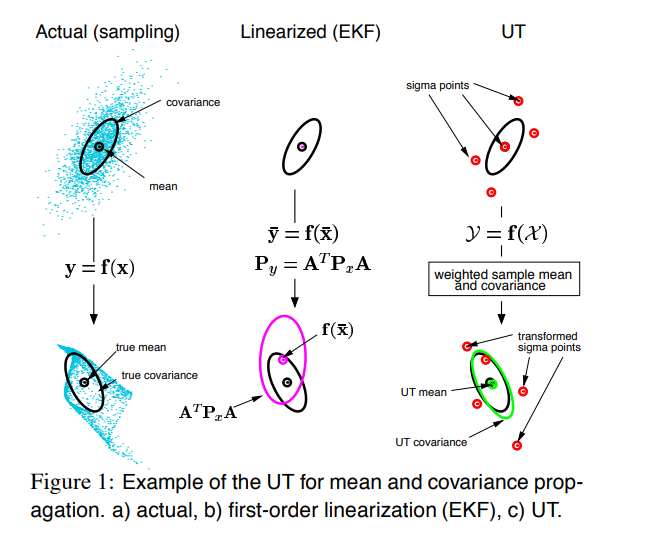 Actual (sampling)
Linearized (EKF)
UT
covariance
mean
sigma points
y = f(x)
ȳ = f(x̄)
P_y = A^T P_x A
𝒴 = f(𝒳)
weighted sample mean
and covariance
true mean
true covariance
f(x̄)
A^T P_x A
transformed
sigma points
UT mean
UT covariance
Figure 1: Example of the UT for mean and covariance prop-
agation. a) actual, b) first-order linearization (EKF), c) UT.